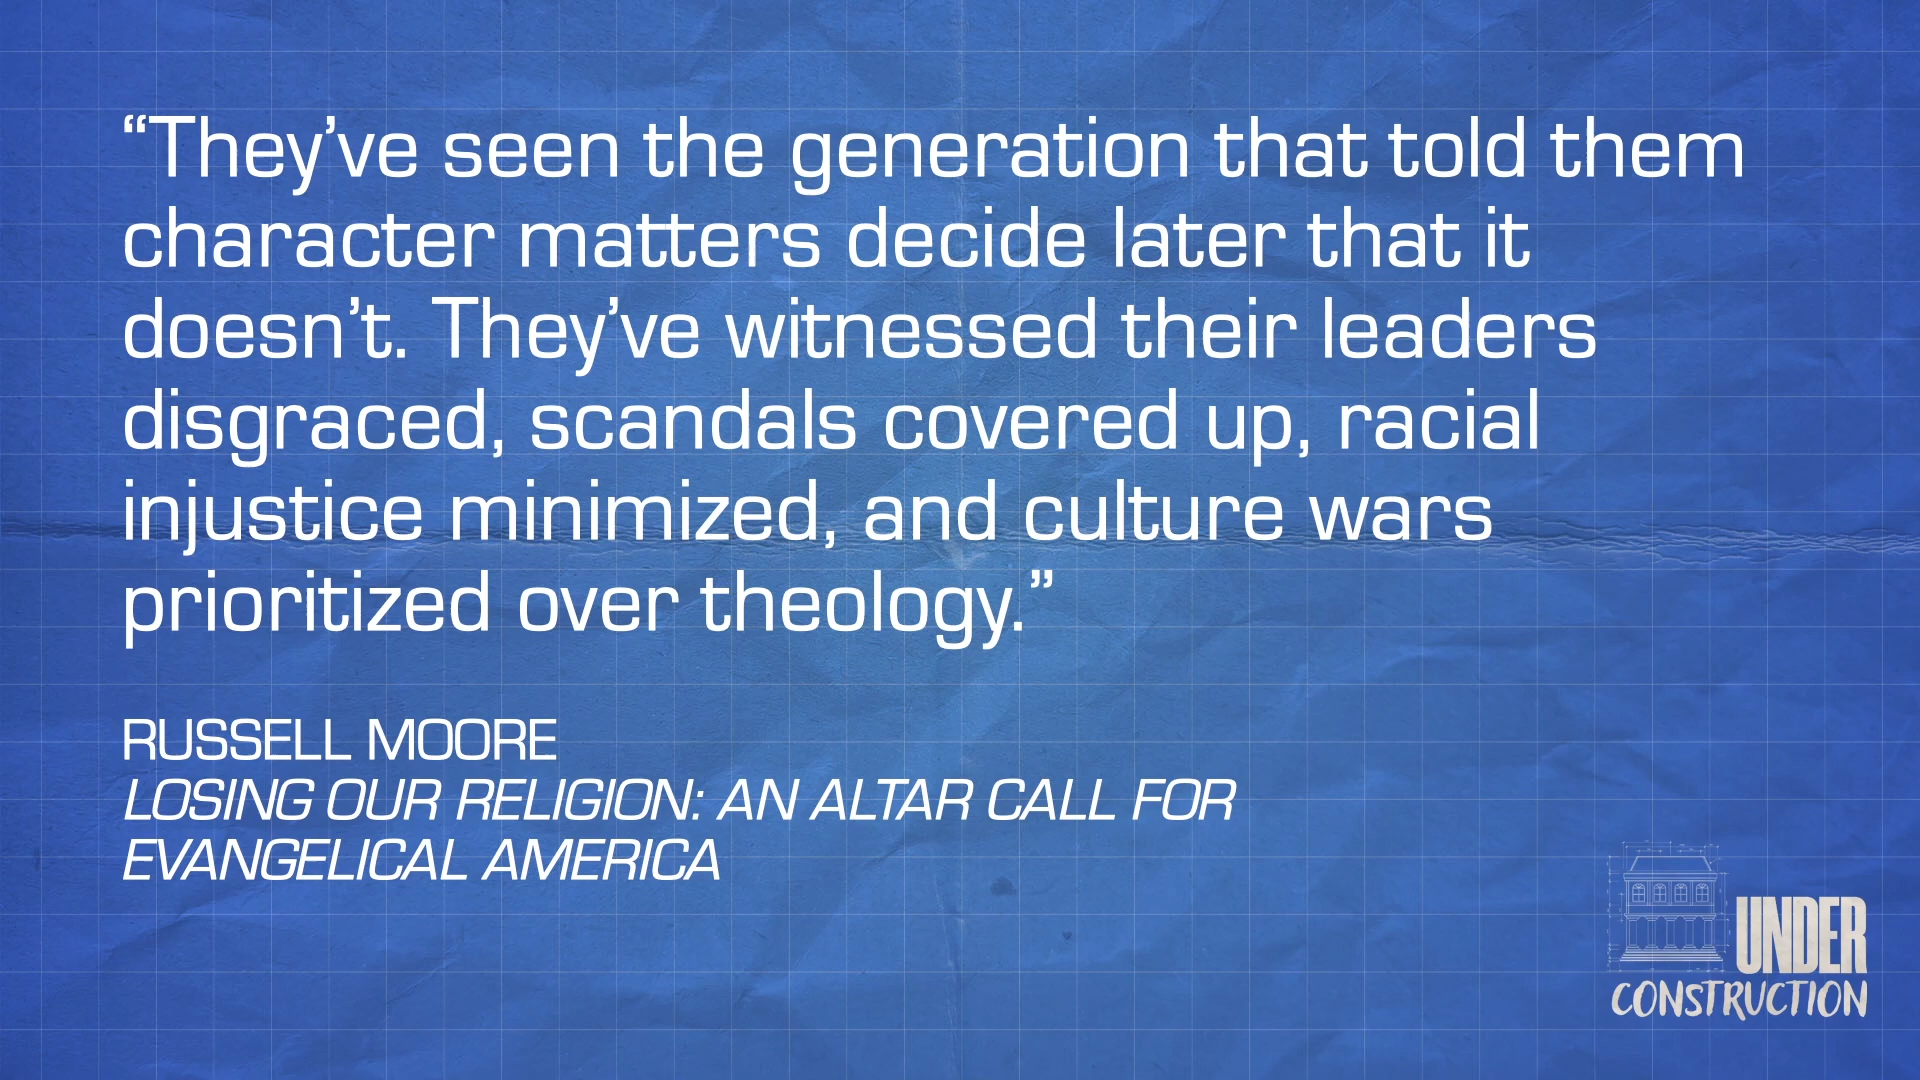 “They’ve seen the generation that told them
character matters decide later that it
doesn’t. They’ve witnessed their leaders
disgraced, scandals covered up, racial
injustice minimized, and culture wars
prioritized over theology.”
RUSSELL MOORE
LOSING OUR RELIGION: AN ALTAR CALL FOR
EVANGELICAL AMERICA
UNDER
CONSTRUCTION